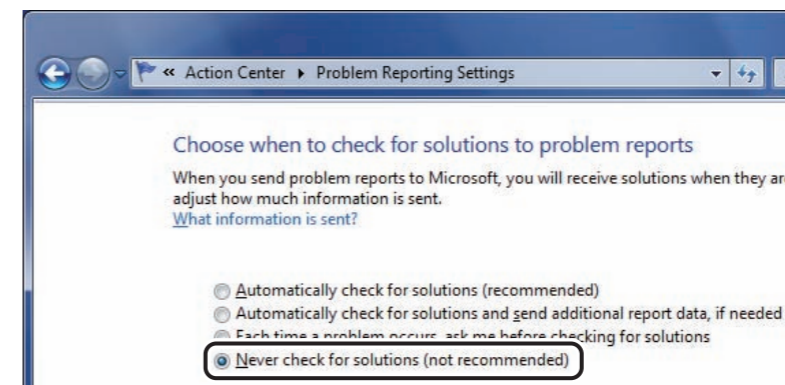 « Action Center ▸ Problem Reporting Settings
Choose when to check for solutions to problem reports
When you send problem reports to Microsoft, you will receive solutions when they are
adjust how much information is sent.
What information is sent?
Automatically check for solutions (recommended)
Automatically check for solutions and send additional report data, if needed
Each time a problem occurs, ask me before checking for solutions
Never check for solutions (not recommended)